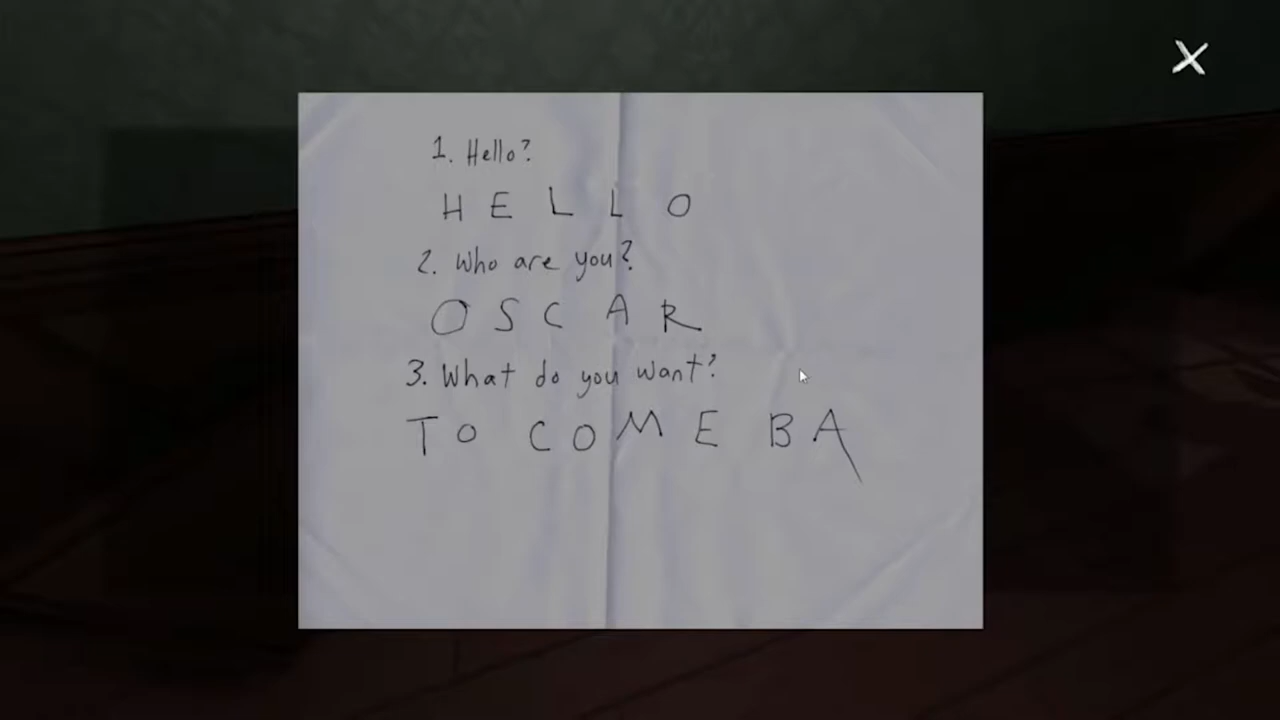 1. Hello?
H E L L O
2. Who are you?
O S C A R
3. What do you want?
T O C O M E B A